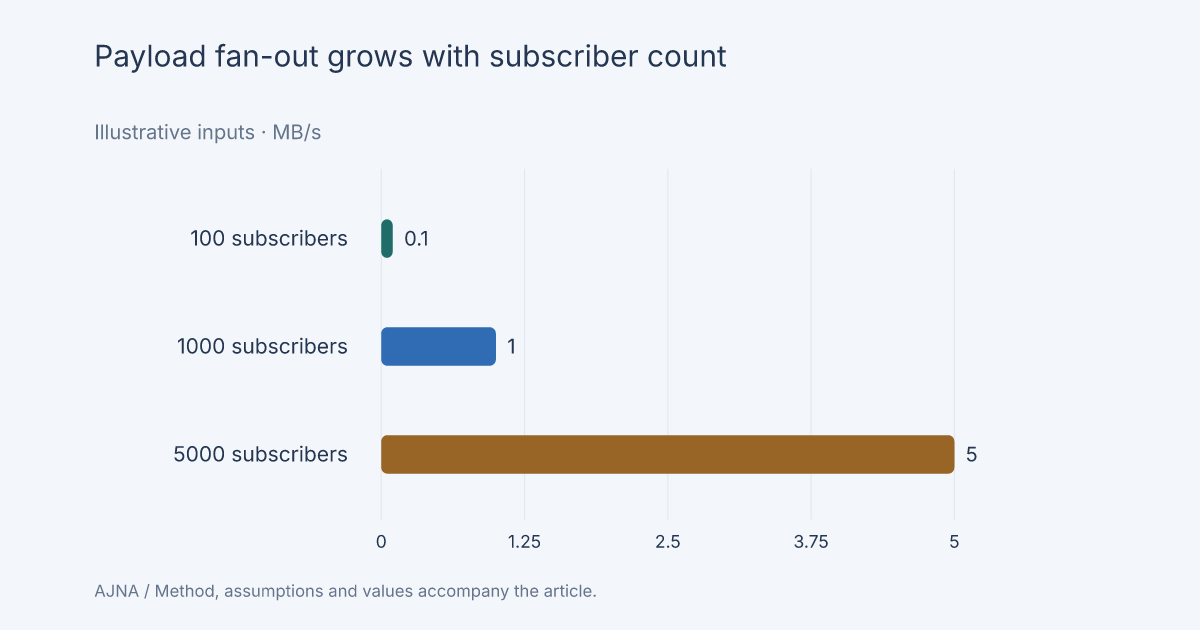 Payload fan-out grows with subscriber count
Illustrative inputs · MB/s
100 subscribers 0.1
1000 subscribers 1
5000 subscribers 5
0 1.25 2.5 3.75 5
AJNA / Method, assumptions and values accompany the article.